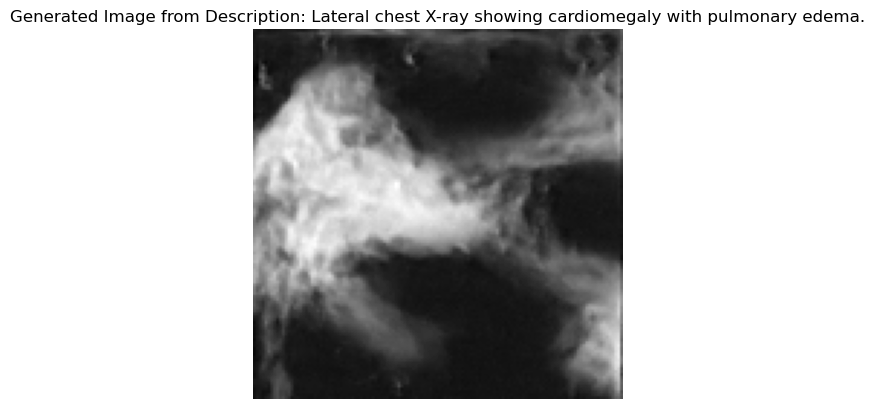 Generated Image from Description: Lateral chest X-ray showing cardiomegaly with pulmonary edema.